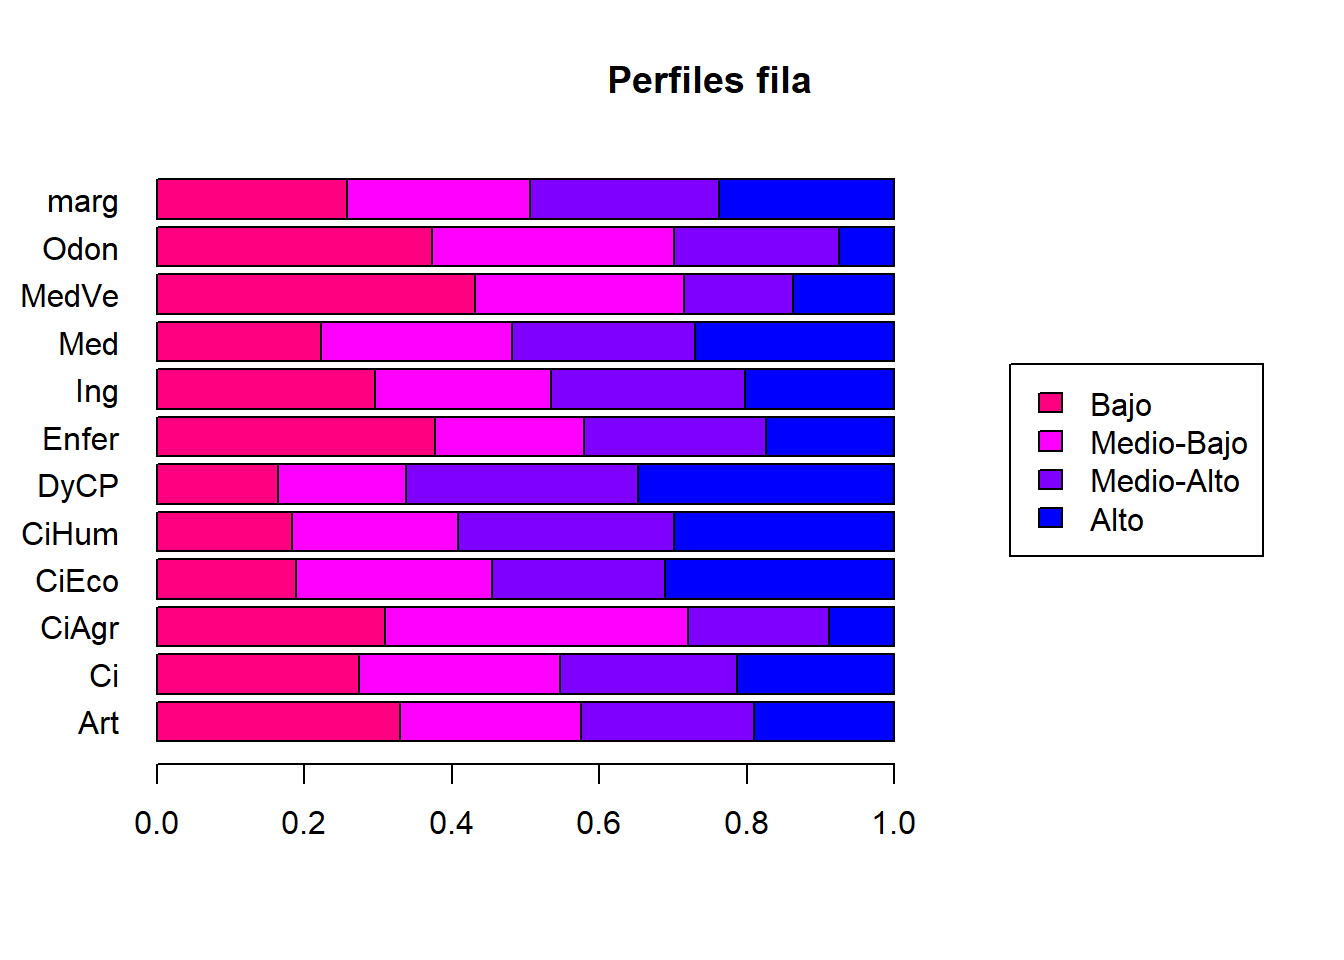 Perfiles fila
marg
Odon
MedVe
Med
Ing
Enfer
DyCP
CiHum
CiEco
CiAgr
Ci
Art
0.0 0.2 0.4 0.6 0.8 1.0
Bajo
Medio-Bajo
Medio-Alto
Alto